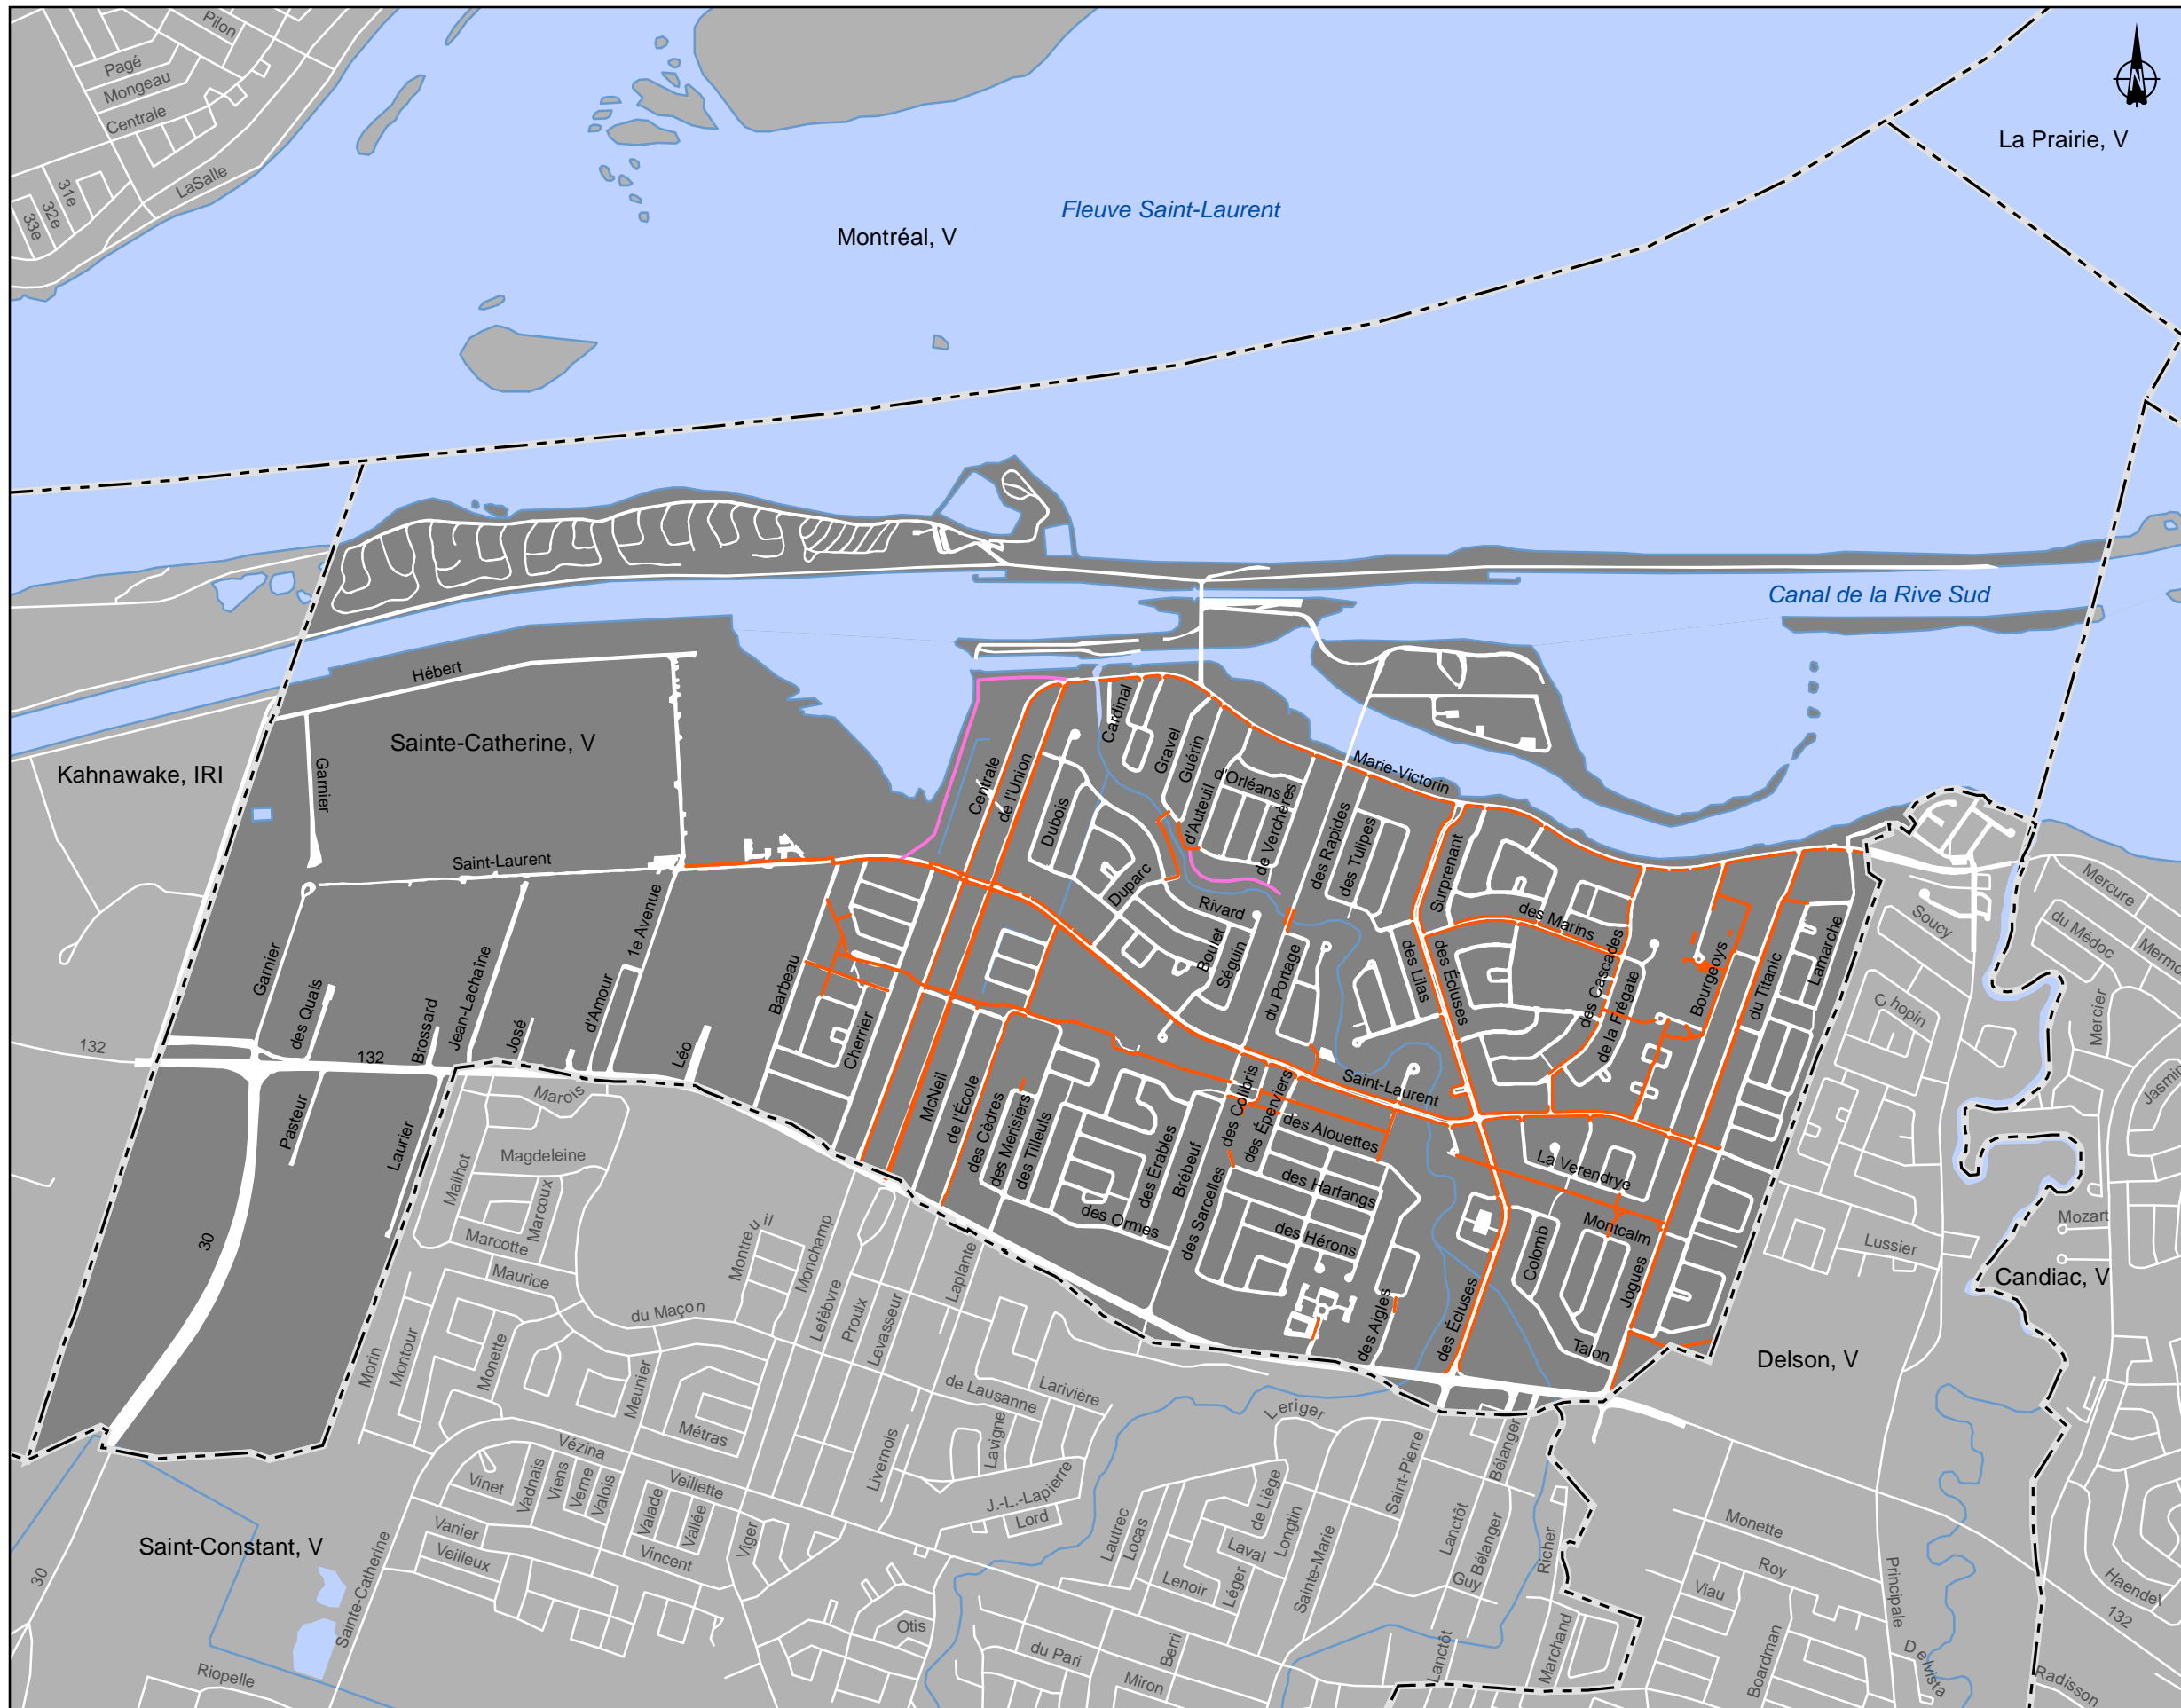 Pilon
Pagé
Mongeau
Centrale
LaSalle
31e
32e
33e
N
La Prairie, V
Fleuve Saint-Laurent
Montréal, V
Canal de la Rive Sud
Hébert
Sainte-Catherine, V
Kahnawake, IRI
Garnier
Saint-Laurent
Centrale
de l'Union
Dubois
Cardinal
Gravel
Guérin
d'Orléans
d'Auteuil
de Verchères
Marie-Victorin
des Rapides
des Tulipes
Surprenant
Duparc
Rivard
Boulet
Séguin
des Marins
des Lilas
des Écluses
des Cascades
de la Frégate
Bourgeoys
du Titanic
Lamarche
Soucy
Mercure
du Médoc
Mermo
Mercier
Chopin
Jasmin
Garnier
des Quais
Brossard
Jean-Lachaîne
José
1e Avenue
d'Amour
Léo
Barbeau
Cherrier
du Portage
132
132
Pasteur
Laurier
Marois
Mailhot
Magdeleine
Marcoux
Marcotte
Maurice
McNeil
de l'École
des Cèdres
des Merisiers
des Tilleuls
des Érables
Brébeuf
des Ormes
des Colibris
des Éperviers
Saint-Laurent
des Alouettes
des Sarcelles
des Harfangs
des Hérons
des Aigles
des Écluses
La Verendrye
Montcalm
Colomb
Jogues
Talon
Mozart
Lussier
Candiac, V
Delson, V
30
Morin
Montour
Monette
Meunier
Métras
du Maçon
Montreuil
Monchamp
Lefebvre
Proulx
Levasseur
Laplante
Larivière
de Lausanne
Lavigne
Livernois
J.-L.-Lapierre
Lord
Leriger
Vézina
Veillette
Vinet
Vadnais
Viens
Verne
Valois
Valade
Vallée
Viger
Vincent
Vanier
Veilleux
Saint-Constant, V
30
Sainte-Catherine
Riopelle
Otis
Lautrec
Locas
de Liège
Laval
Longtin
Lenoir
Léger
Sainte-Marie
Saint-Pierre
Bélanger
Lanctôt
Bélanger
Guy
Richer
Marchand
Lanctôt
du Pari
Berri
Miron
Monette
Roy
Viau
Boardman
Principale
Delvista
Haendel
132
Radisson